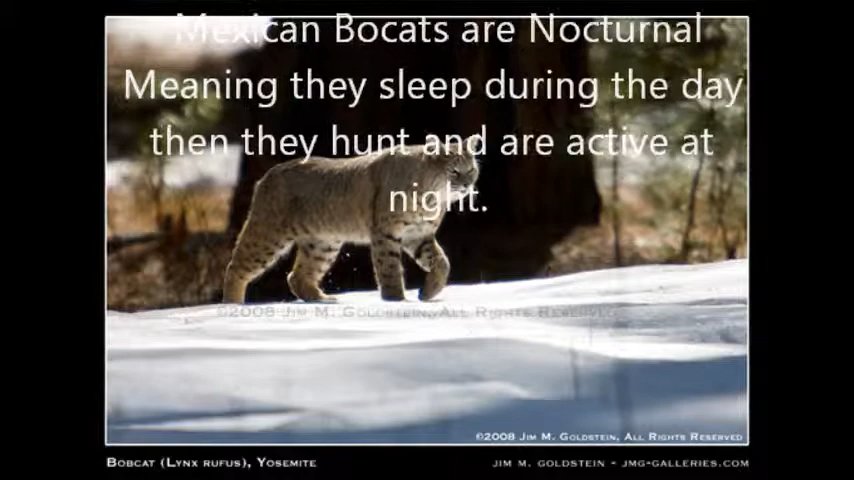 Mexican Bocats are Nocturnal
Meaning they sleep during the day
then they hunt and are active at
night.
©2008 Jim M. Goldstein, All Rights Reserved
©2008 Jim M. Goldstein, All Rights Reserved
Bobcat (Lynx rufus), Yosemite
JIM M. GOLDSTEIN - JMG-GALLERIES.COM